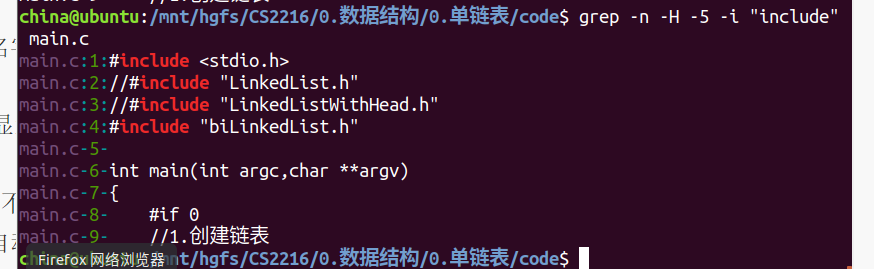 china@ubuntu:/mnt/hgfs/CS2216/0.数据结构/0.单链表/code$ grep -n -H -5 -i "include"
main.c
main.c:1:#include <stdio.h>
main.c:2://#include "LinkedList.h"
main.c:3://#include "LinkedListWithHead.h"
main.c:4:#include "biLinkedList.h"
main.c-5-
main.c-6-int main(int argc,char **argv)
main.c-7-{
main.c-8-    #if 0
main.c-9-    //1.创建链表
china@ubuntu:/mnt/hgfs/CS2216/0.数据结构/0.单链表/code$
Firefox 网络浏览器